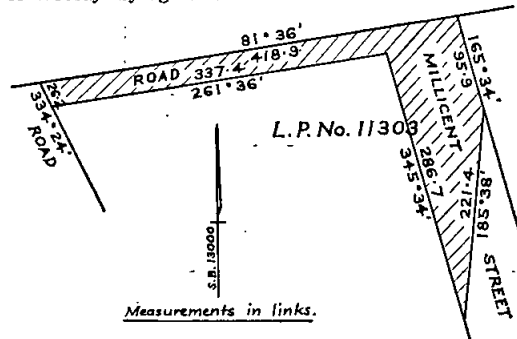 81° 36'
ROAD 337·4 418·9
261° 36'
26·2
334° 24'
ROAD
165° 34'
95·9
MILLICENT
L.P. No. 11303
286·7
345° 34'
221·4
185° 38'
STREET
S.B. 13000
Measurements in links.